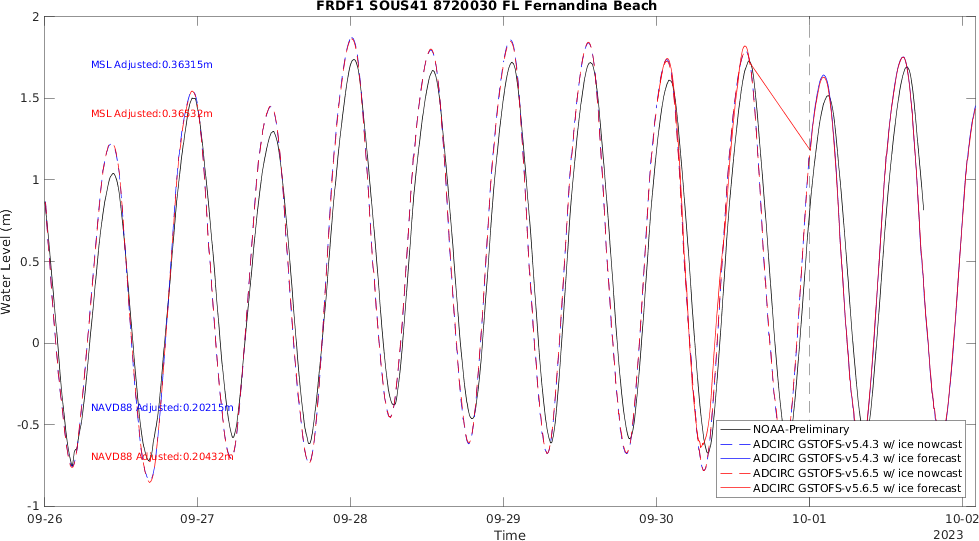 FRDF1 SOUS41 8720030 FL Fernandina Beach
2
1.5
1
0.5
0
-0.5
-1
Water Level (m)
MSL Adjusted:0.36315m
MSL Adjusted:0.36532m
NAVD88 Adjusted:0.20215m
NAVD88 Adjusted:0.20432m
NOAA-Preliminary
ADCIRC GSTOFS-v5.4.3 w/ ice nowcast
ADCIRC GSTOFS-v5.4.3 w/ ice forecast
ADCIRC GSTOFS-v5.6.5 w/ ice nowcast
ADCIRC GSTOFS-v5.6.5 w/ ice forecast
09-26 09-27 09-28 09-29 09-30 10-01 10-02
Time
2023